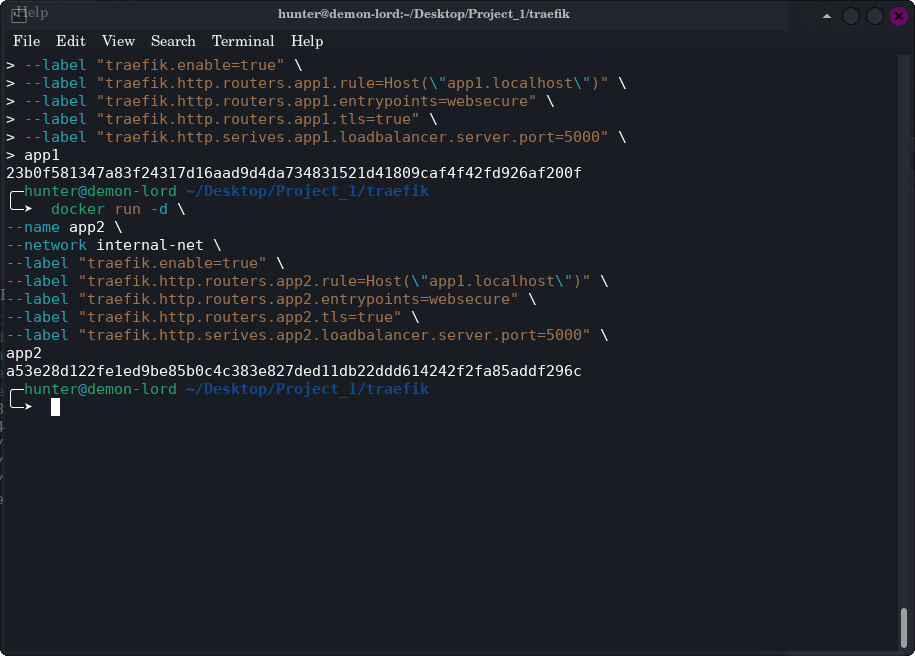 Help
hunter@demon-lord:~/Desktop/Project_1/traefik
File Edit View Search Terminal Help
> --label "traefik.enable=true" \
> --label "traefik.http.routers.app1.rule=Host(\"app1.localhost\")" \
> --label "traefik.http.routers.app1.entrypoints=websecure" \
> --label "traefik.http.routers.app1.tls=true" \
> --label "traefik.http.serives.app1.loadbalancer.server.port=5000" \
> app1
23b0f581347a83f24317d16aad9d4da734831521d41809caf4f42fd926af200f
╭─hunter@demon-lord ~/Desktop/Project_1/traefik
╰─➤  docker run -d \
--name app2 \
--network internal-net \
--label "traefik.enable=true" \
--label "traefik.http.routers.app2.rule=Host(\"app1.localhost\")" \
--label "traefik.http.routers.app2.entrypoints=websecure" \
--label "traefik.http.routers.app2.tls=true" \
--label "traefik.http.serives.app2.loadbalancer.server.port=5000" \
app2
a53e28d122fe1ed9be85b0c4c383e827ded11db22ddd614242f2fa85addf296c
╭─hunter@demon-lord ~/Desktop/Project_1/traefik
╰─➤